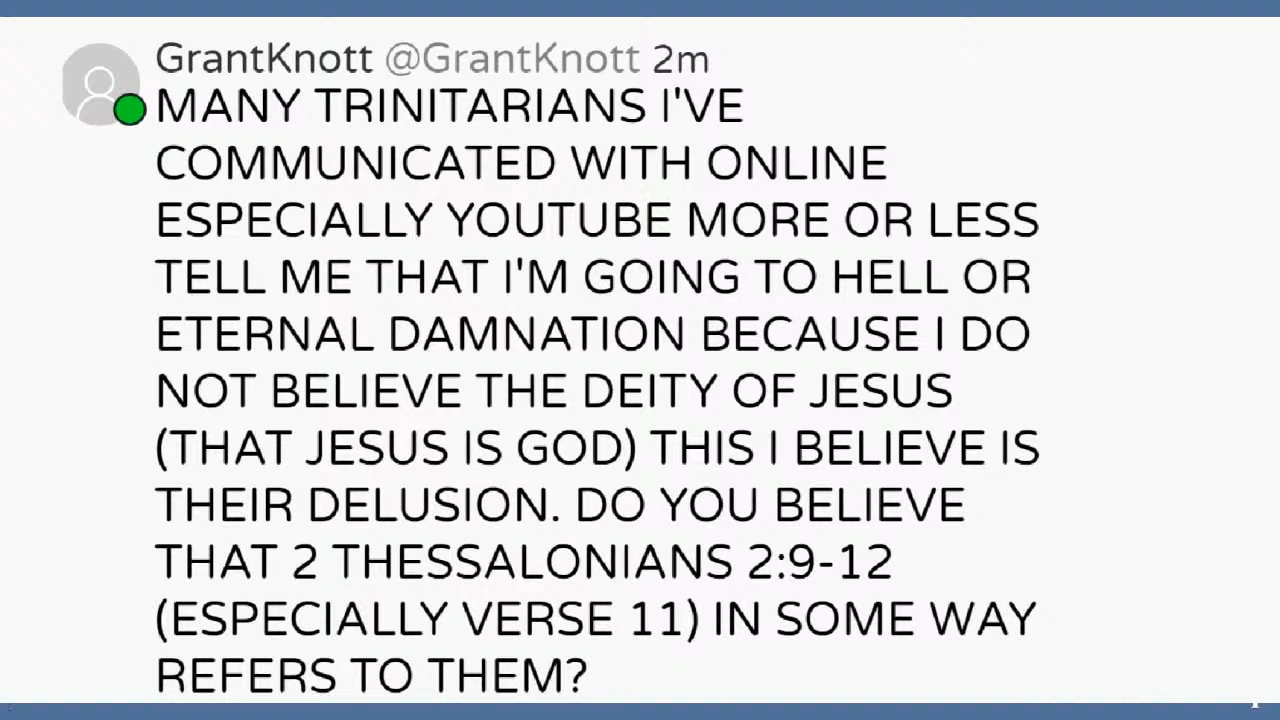 GrantKnott @GrantKnott 2m
MANY TRINITARIANS I'VE
COMMUNICATED WITH ONLINE
ESPECIALLY YOUTUBE MORE OR LESS
TELL ME THAT I'M GOING TO HELL OR
ETERNAL DAMNATION BECAUSE I DO
NOT BELIEVE THE DEITY OF JESUS
(THAT JESUS IS GOD) THIS I BELIEVE IS
THEIR DELUSION. DO YOU BELIEVE
THAT 2 THESSALONIANS 2:9-12
(ESPECIALLY VERSE 11) IN SOME WAY
REFERS TO THEM?